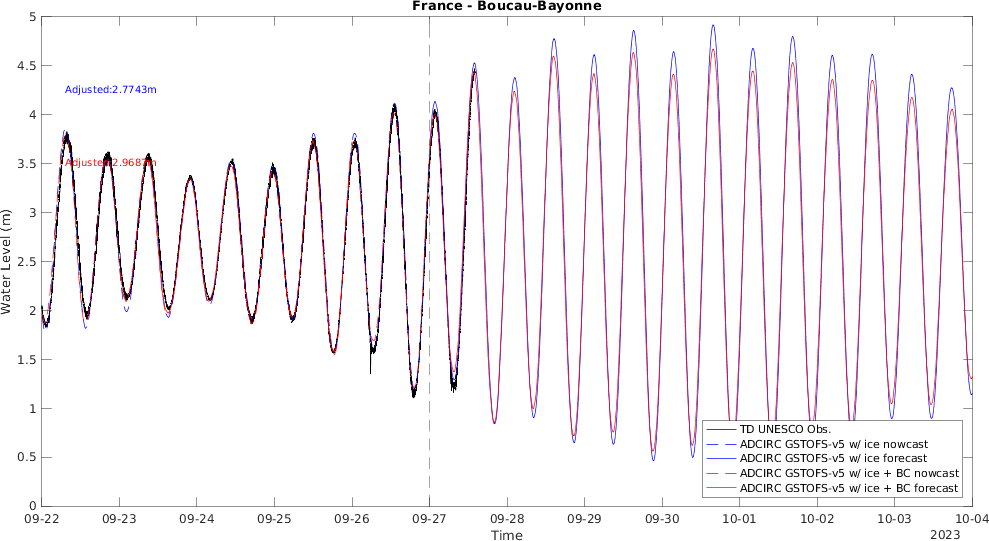 France - Boucau-Bayonne
5
4.5
4
3.5
3
2.5
2
1.5
1
0.5
0
Water Level (m)
Adjusted:2.7743m
Adjusted:2.9687m
TD UNESCO Obs.
ADCIRC GSTOFS-v5 w/ ice nowcast
ADCIRC GSTOFS-v5 w/ ice forecast
ADCIRC GSTOFS-v5 w/ ice + BC nowcast
ADCIRC GSTOFS-v5 w/ ice + BC forecast
09-22 09-23 09-24 09-25 09-26 09-27 09-28 09-29 09-30 10-01 10-02 10-03 10-04
Time
2023